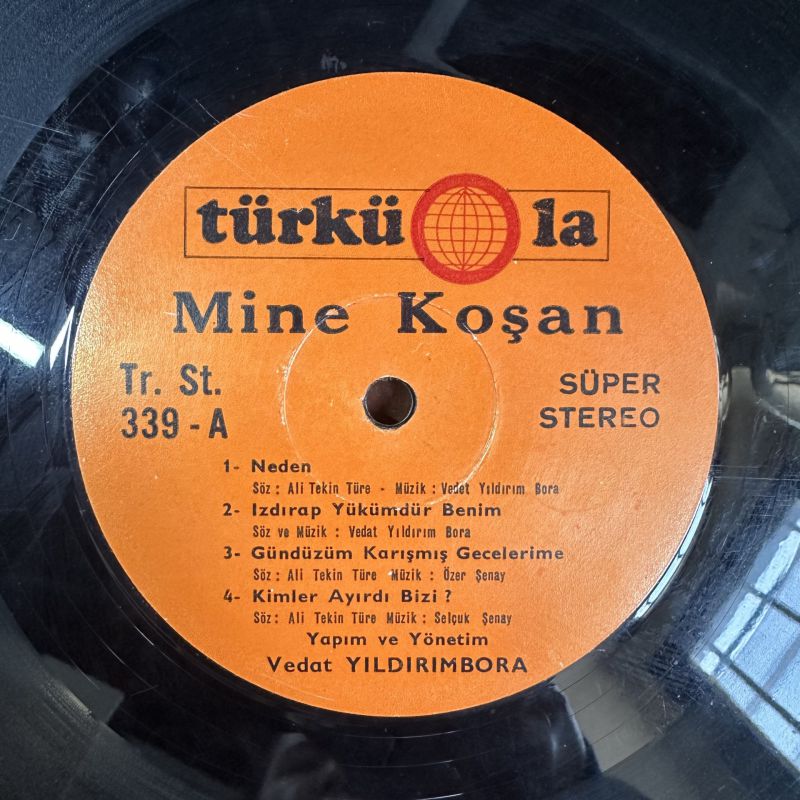 türkü la
Mine Koşan
Tr. St.
339 - A
SÜPER
STEREO
1- Neden
Söz : Ali Tekin Türe - Müzik : Vedet Yıldırım Bora
2- Izdırap Yükümdür Benim
Söz ve Müzik : Vedat Yıldırım Bora
3- Gündüzüm Karışmış Gecelerime
Söz : Ali Tekin Türe Müzik : Özer Şenay
4- Kimler Ayırdı Bizi ?
Söz : Ali Tekin Türe Müzik : Selçuk Şenay
Yapım ve Yönetim
Vedat YILDIRIMBORA